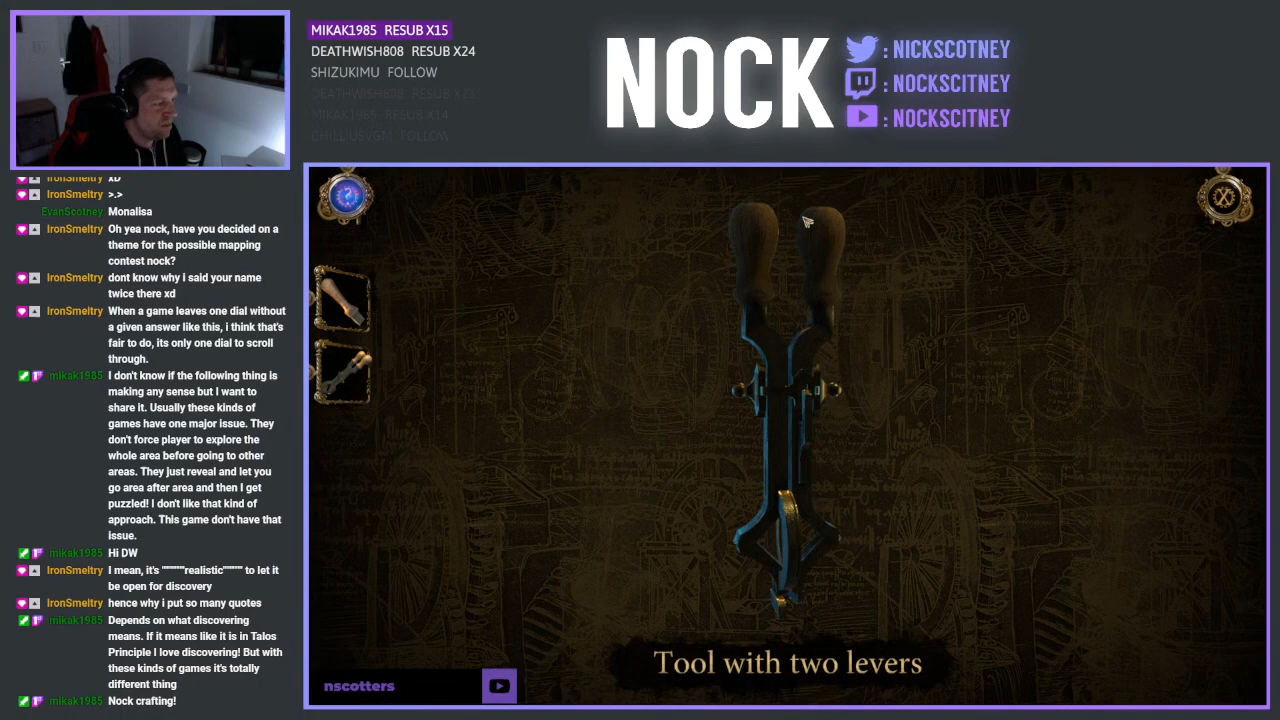 MIKAK1985 RESUB X15
DEATHWISH808 RESUB X24
SHIZUKIMU FOLLOW
DEATHWISH808 RESUB X23
MIKAK1985 RESUB X14
NOCK
: NICKSCOTNEY
: NOCKSCITNEY
: NOCKSCITNEY
IronSmeltry xD
IronSmeltry >.>
EvanScotney Monalisa
IronSmeltry Oh yea nock, have you decided on a
theme for the possible mapping
contest nock?
IronSmeltry dont know why i said your name
twice there xd
IronSmeltry When a game leaves one dial without
a given answer like this, i think that's
fair to do, its only one dial to scroll
through.
mikak1985 I don't know if the following thing is
making any sense but I want to
share it. Usually these kinds of
games have one major issue. They
don't force player to explore the
whole area before going to other
areas. They just reveal and let you
go area after area and then I get
puzzled! I don't like that kind of
approach. This game don't have that
issue.
mikak1985 Hi DW
IronSmeltry I mean, it's """"""realistic"""""" to let it
be open for discovery
IronSmeltry hence why i put so many quotes
mikak1985 Depends on what discovering
means. If it means like it is in Talos
Principle I love discovering! But with
these kinds of games it's totally
different thing
mikak1985 Nock crafting!
Tool with two levers
nscotters